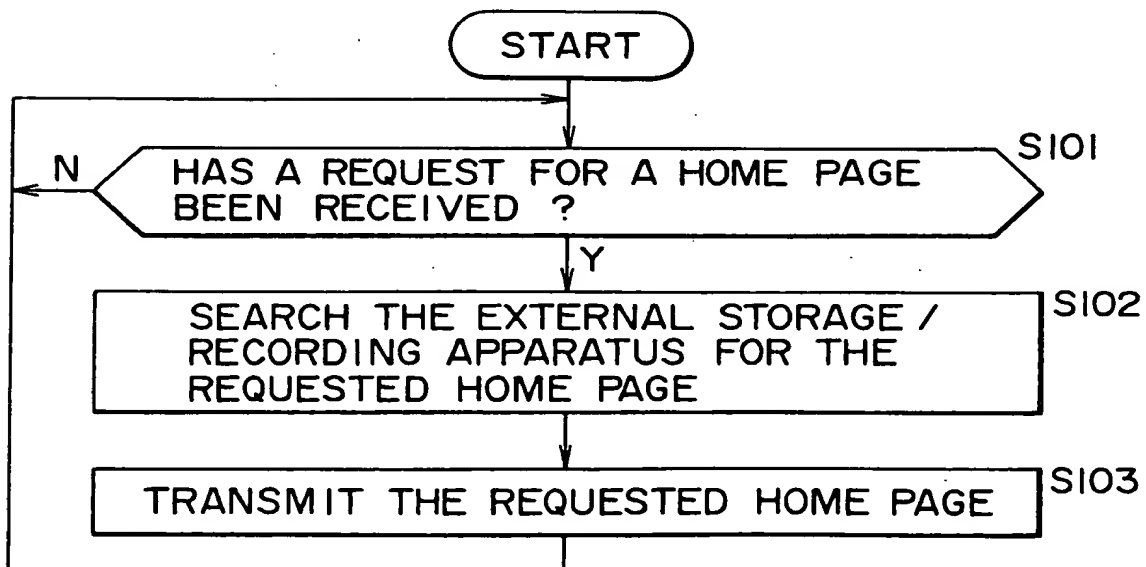 START
S101
N
HAS A REQUEST FOR A HOME PAGE
BEEN RECEIVED ?
Y
S102
SEARCH THE EXTERNAL STORAGE /
RECORDING APPARATUS FOR THE
REQUESTED HOME PAGE
S103
TRANSMIT THE REQUESTED HOME PAGE